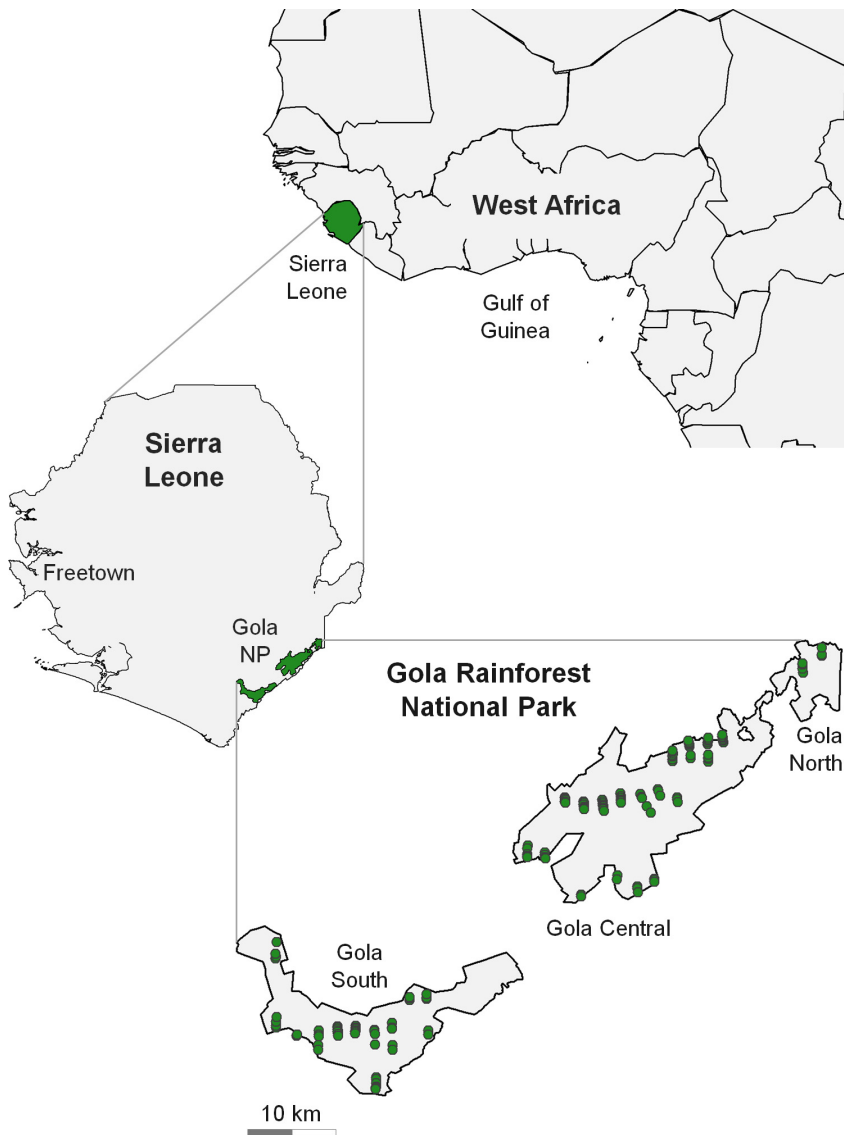 West Africa
Sierra
Leone
Gulf of
Guinea
Sierra
Leone
Freetown
Gola
NP
Gola Rainforest
National Park
Gola
North
Gola Central
Gola
South
10 km